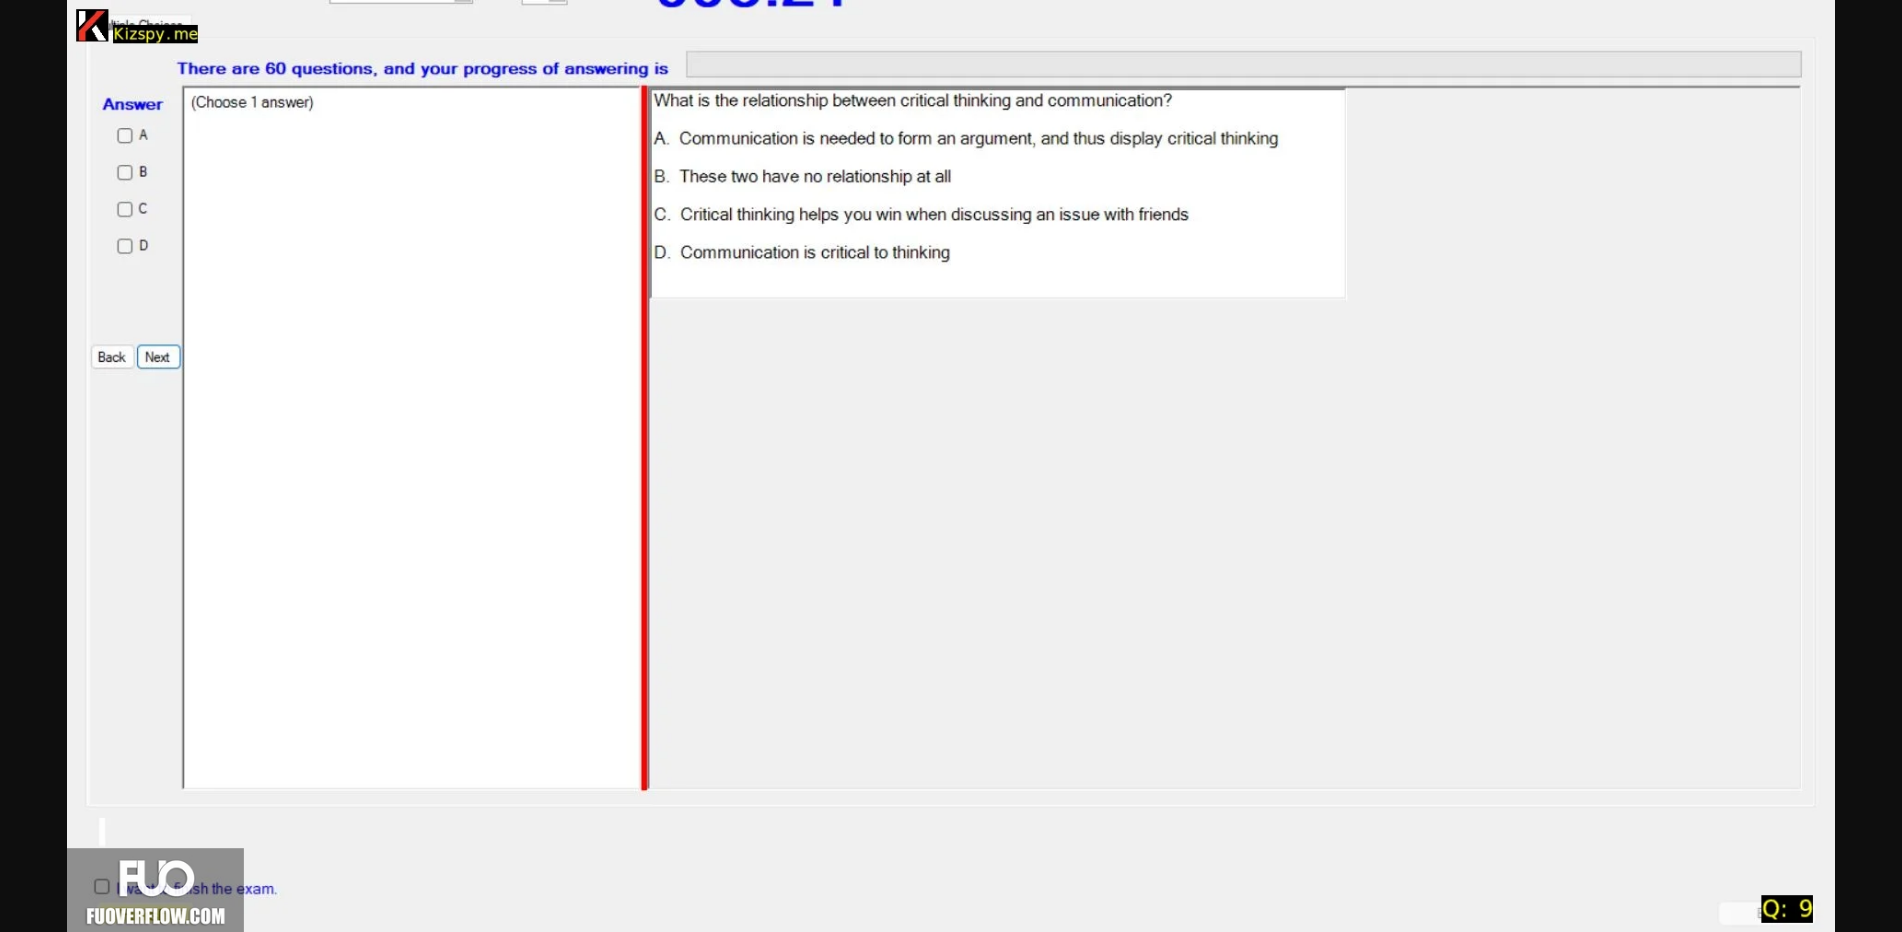 Kizspy.me
There are 60 questions, and your progress of answering is
Answer
(Choose 1 answer)
A
B
C
D
Back
Next
What is the relationship between critical thinking and communication?
A. Communication is needed to form an argument, and thus display critical thinking
B. These two have no relationship at all
C. Critical thinking helps you win when discussing an issue with friends
D. Communication is critical to thinking
FUO
FUOVERFLOW.COM
the exam.
Q: 9